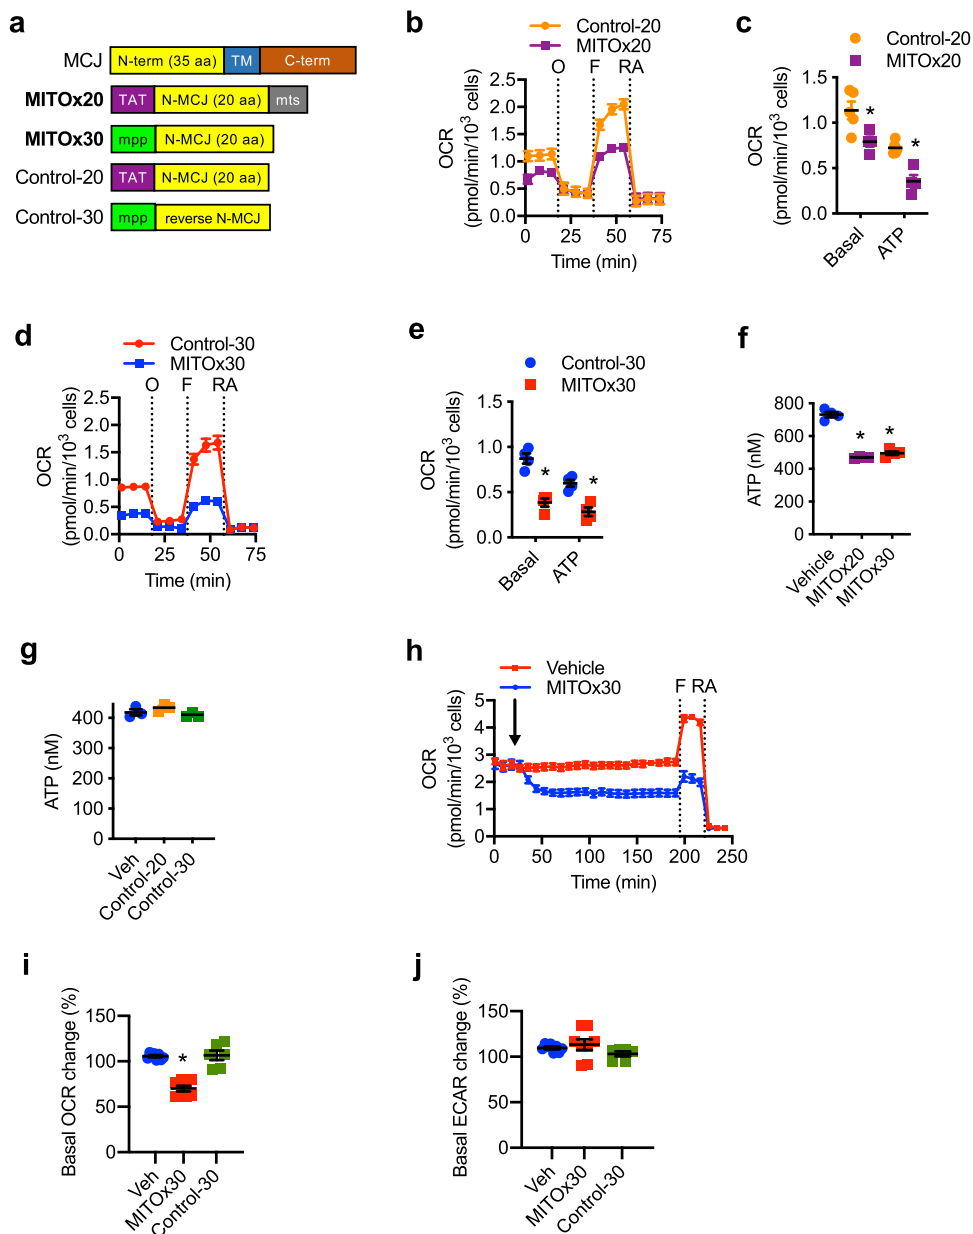 a
MCJ
N-term (35 aa) TM C-term
MITOx20
TAT N-MCJ (20 aa) mts
MITOx30
mpp N-MCJ (20 aa)
Control-20
TAT N-MCJ (20 aa)
Control-30
mpp reverse N-MCJ
b
Control-20
MITOx20
O F RA
OCR
(pmol/min/10³ cells)
2.5
2.0
1.5
1.0
0.5
0.0
0 25 50 75
Time (min)
c
Control-20
MITOx20
OCR
(pmol/min/10³ cells)
1.5
1.0
0.5
0.0
* *
Basal ATP
d
Control-30
MITOx30
O F RA
OCR
(pmol/min/10³ cells)
2.5
2.0
1.5
1.0
0.5
0.0
0 25 50 75
Time (min)
e
Control-30
MITOx30
OCR
(pmol/min/10³ cells)
1.5
1.0
0.5
0.0
* *
Basal ATP
f
ATP (nM)
800
600
400
200
0
* *
Vehicle MITOx20 MITOx30
g
ATP (nM)
400
300
200
100
0
Veh Control-20 Control-30
h
Vehicle
MITOx30
F RA
OCR
(pmol/min/10³ cells)
5
4
3
2
1
0
0 50 100 150 200 250
Time (min)
i
Basal OCR change (%)
150
100
50
0
*
Veh MITOx30 Control-30
j
Basal ECAR change (%)
150
100
50
0
Veh MITOx30 Control-30